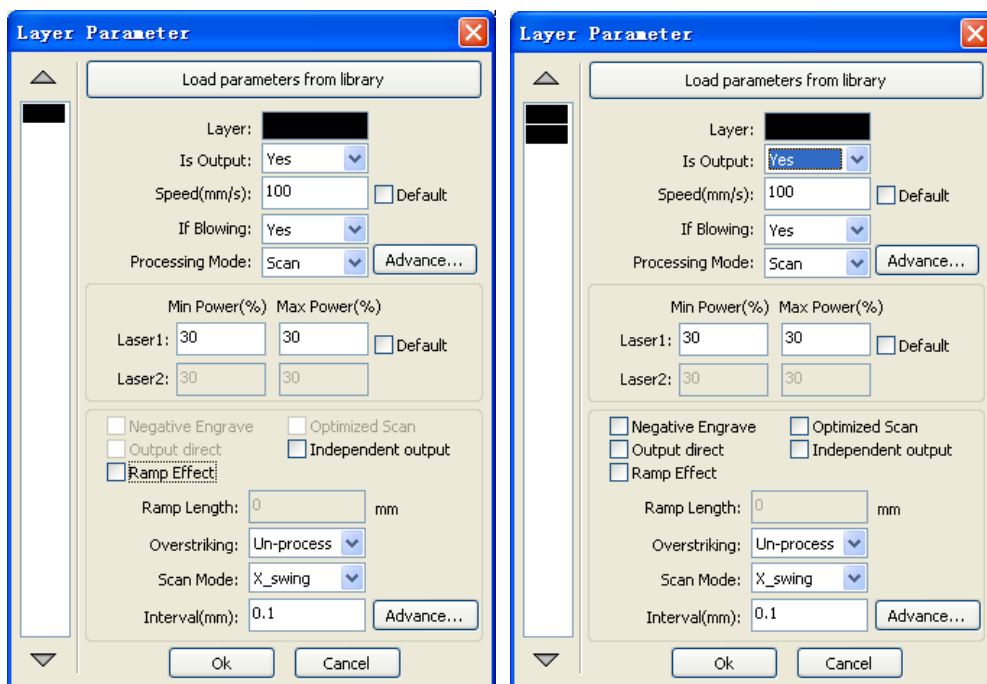 Layer Parameter
Load parameters from library
Layer:
Is Output: Yes
Speed(mm/s): 100 Default
If Blowing: Yes
Processing Mode: Scan Advance...
Min Power(%) Max Power(%)
Laser1: 30 30 Default
Laser2: 30 30
Negative Engrave Optimized Scan
Output direct Independent output
Ramp Effect
Ramp Length: 0 mm
Overstriking: Un-process
Scan Mode: X_swing
Interval(mm): 0.1 Advance...
Ok Cancel
Layer Parameter
Load parameters from library
Layer:
Is Output: Yes
Speed(mm/s): 100 Default
If Blowing: Yes
Processing Mode: Scan Advance...
Min Power(%) Max Power(%)
Laser1: 30 30 Default
Laser2: 30 30
Negative Engrave Optimized Scan
Output direct Independent output
Ramp Effect
Ramp Length: 0 mm
Overstriking: Un-process
Scan Mode: X_swing
Interval(mm): 0.1 Advance...
Ok Cancel